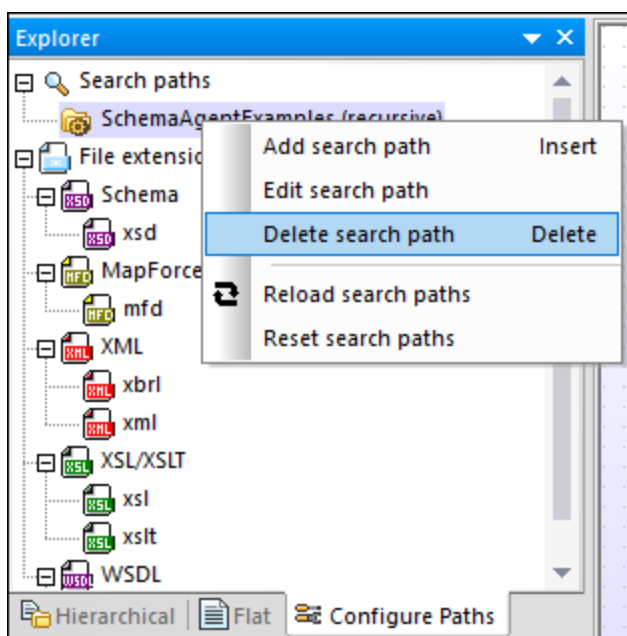 Explorer
Search paths
SchemaAgentExamples (recursive)
Add search path Insert
File extensio
Edit search path
Schema
xsd
Delete search path Delete
MapForce
Reload search paths
mfd
Reset search paths
XML
xbrl
xml
XSL/XSLT
xsl
xslt
WSDL
Hierarchical Flat Configure Paths